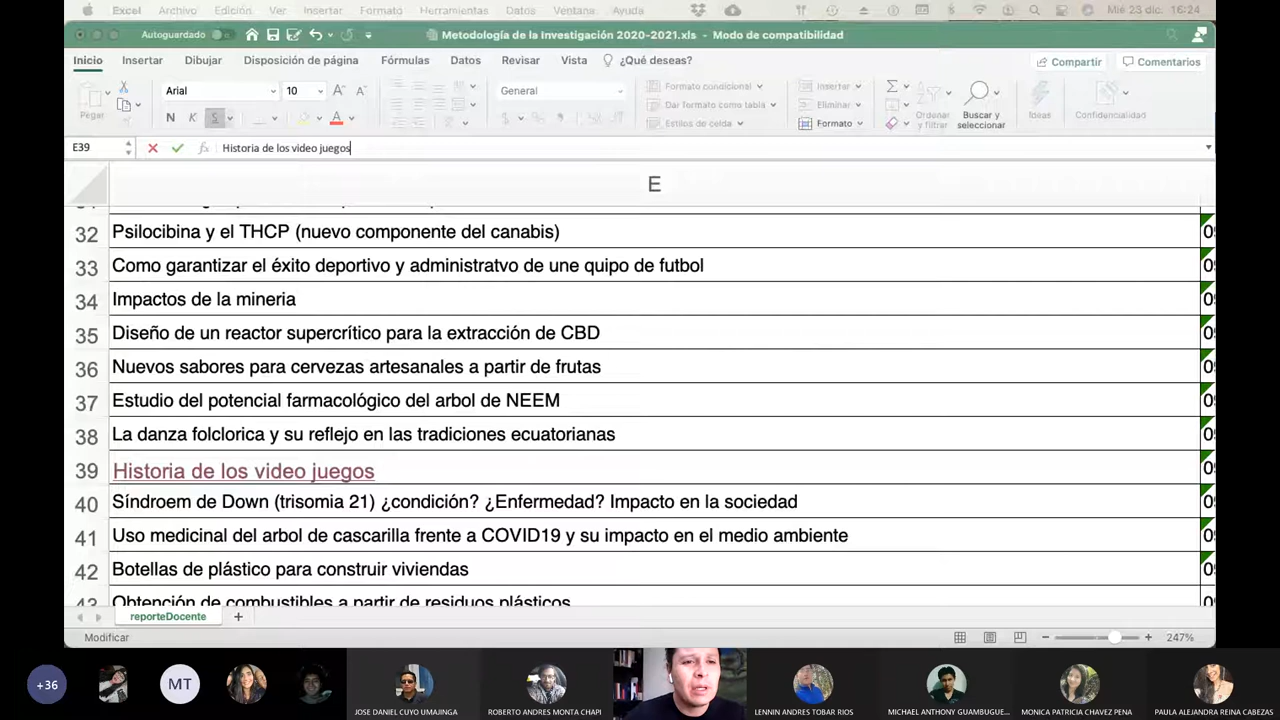 Excel Archivo Edición Ver Insertar Formato Herramientas Datos Ventana Ayuda Mié 23 dic. 16:24
Autoguardado Metodología de la Investigación 2020-2021.xls - Modo de compatibilidad
Inicio Insertar Dibujar Disposición de página Fórmulas Datos Revisar Vista ¿Qué deseas? Compartir Comentarios
Pegar Arial 10 General Formato condicional Insertar
N K S A Dar formato como tabla Eliminar Ordenar y filtrar Buscar y seleccionar Ideas Confidencialidad
Estilos de celda Formato
E39 fx Historia de los video juegos
E
32 Psilocibina y el THCP (nuevo componente del canabis)
33 Como garantizar el éxito deportivo y administratvo de une quipo de futbol
34 Impactos de la mineria
35 Diseño de un reactor supercrítico para la extracción de CBD
36 Nuevos sabores para cervezas artesanales a partir de frutas
37 Estudio del potencial farmacológico del arbol de NEEM
38 La danza folclorica y su reflejo en las tradiciones ecuatorianas
39 Historia de los video juegos
40 Síndroem de Down (trisomia 21) ¿condición? ¿Enfermedad? Impacto en la sociedad
41 Uso medicinal del arbol de cascarilla frente a COVID19 y su impacto en el medio ambiente
42 Botellas de plástico para construir viviendas
43 Obtención de combustibles a partir de residuos plásticos
reporteDocente +
Modificar 247%
+36 MT
JOSE DANIEL CUYO UMAJINGA ROBERTO ANDRES MONTA CHAPI LENNIN ANDRES TOBAR RIOS MICHAEL ANTHONY GUAMBUGUE... MONICA PATRICIA CHAVEZ PENA PAULA ALEJANDRA REINA CABEZAS